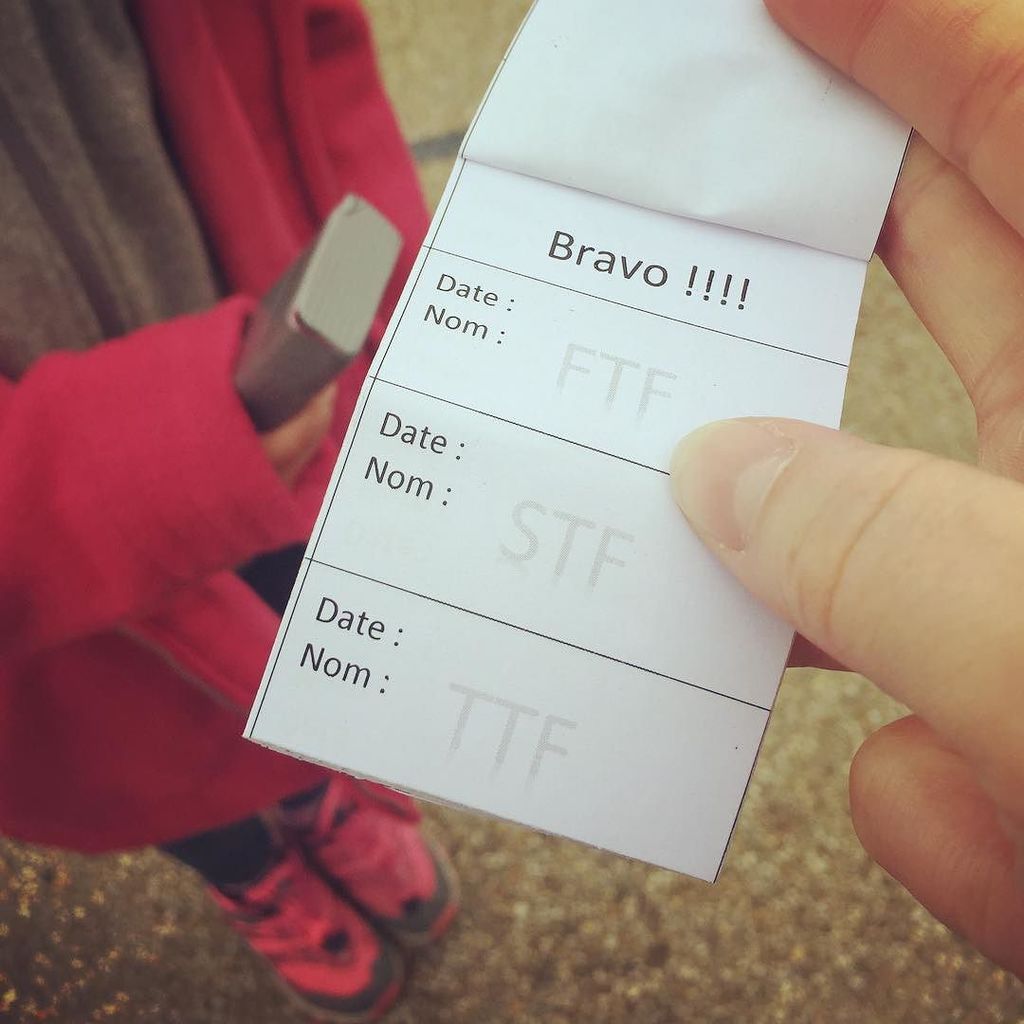 Bravo !!!!
Date :
Nom :
FTF
Date :
Nom :
STF
Date :
Nom :
TTF